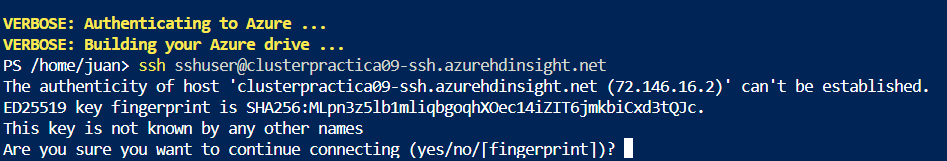 VERBOSE: Authenticating to Azure ...
VERBOSE: Building your Azure drive ...
PS /home/juan> ssh sshuser@clusterpractica09-ssh.azurehdinsight.net
The authenticity of host 'clusterpractica09-ssh.azurehdinsight.net (72.146.16.2)' can't be established.
ED25519 key fingerprint is SHA256:MLpn3z5lb1mliqbgoqhXOec14iZIT6jmkbiCxd3tQJc.
This key is not known by any other names
Are you sure you want to continue connecting (yes/no/[fingerprint])?